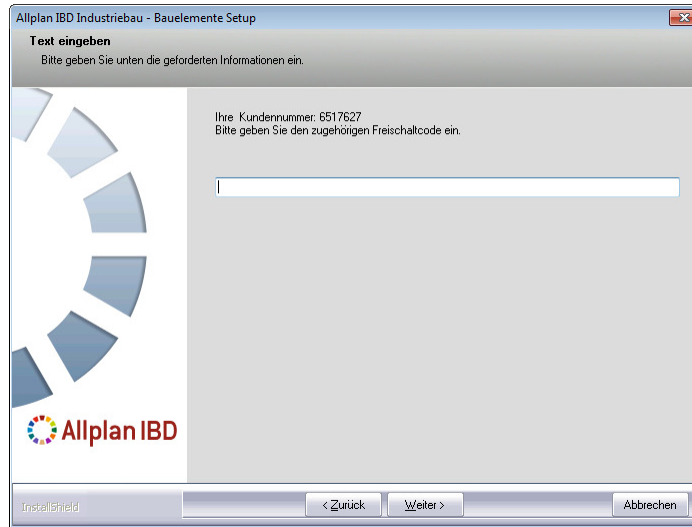 Allplan IBD Industriebau - Bauelemente Setup
Text eingeben
Bitte geben Sie unten die geforderten Informationen ein.
Ihre Kundennummer: 6517627
Bitte geben Sie den zugehörigen Freischaltcode ein.
Allplan IBD
InstallShield
< Zurück
Weiter >
Abbrechen